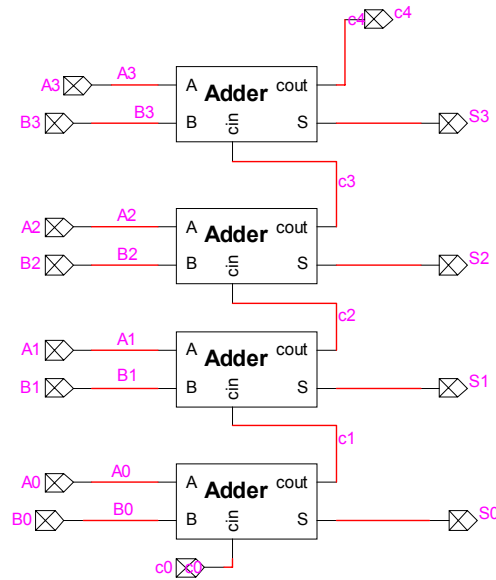 c4 c4
A3 A3 A Adder cout
B3 B3 B cin S S3
c3
A2 A2 A Adder cout
B2 B2 B cin S S2
c2
A1 A1 A Adder cout
B1 B1 B cin S S1
c1
A0 A0 A Adder cout
B0 B0 B cin S S0
c0 c0